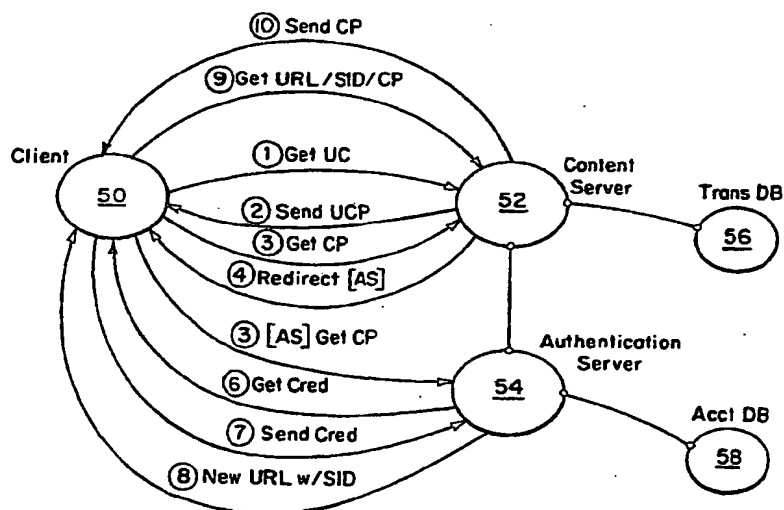 ⑩ Send CP
⑨ Get URL/SID/CP
Client
① Get UC
Content
Server
Trans DB
50
52
② Send UCP
56
③ Get CP
④ Redirect [AS]
③ [AS] Get CP
Authentication
Server
⑥ Get Cred
54
Acct DB
⑦ Send Cred
58
⑧ New URL w/SID